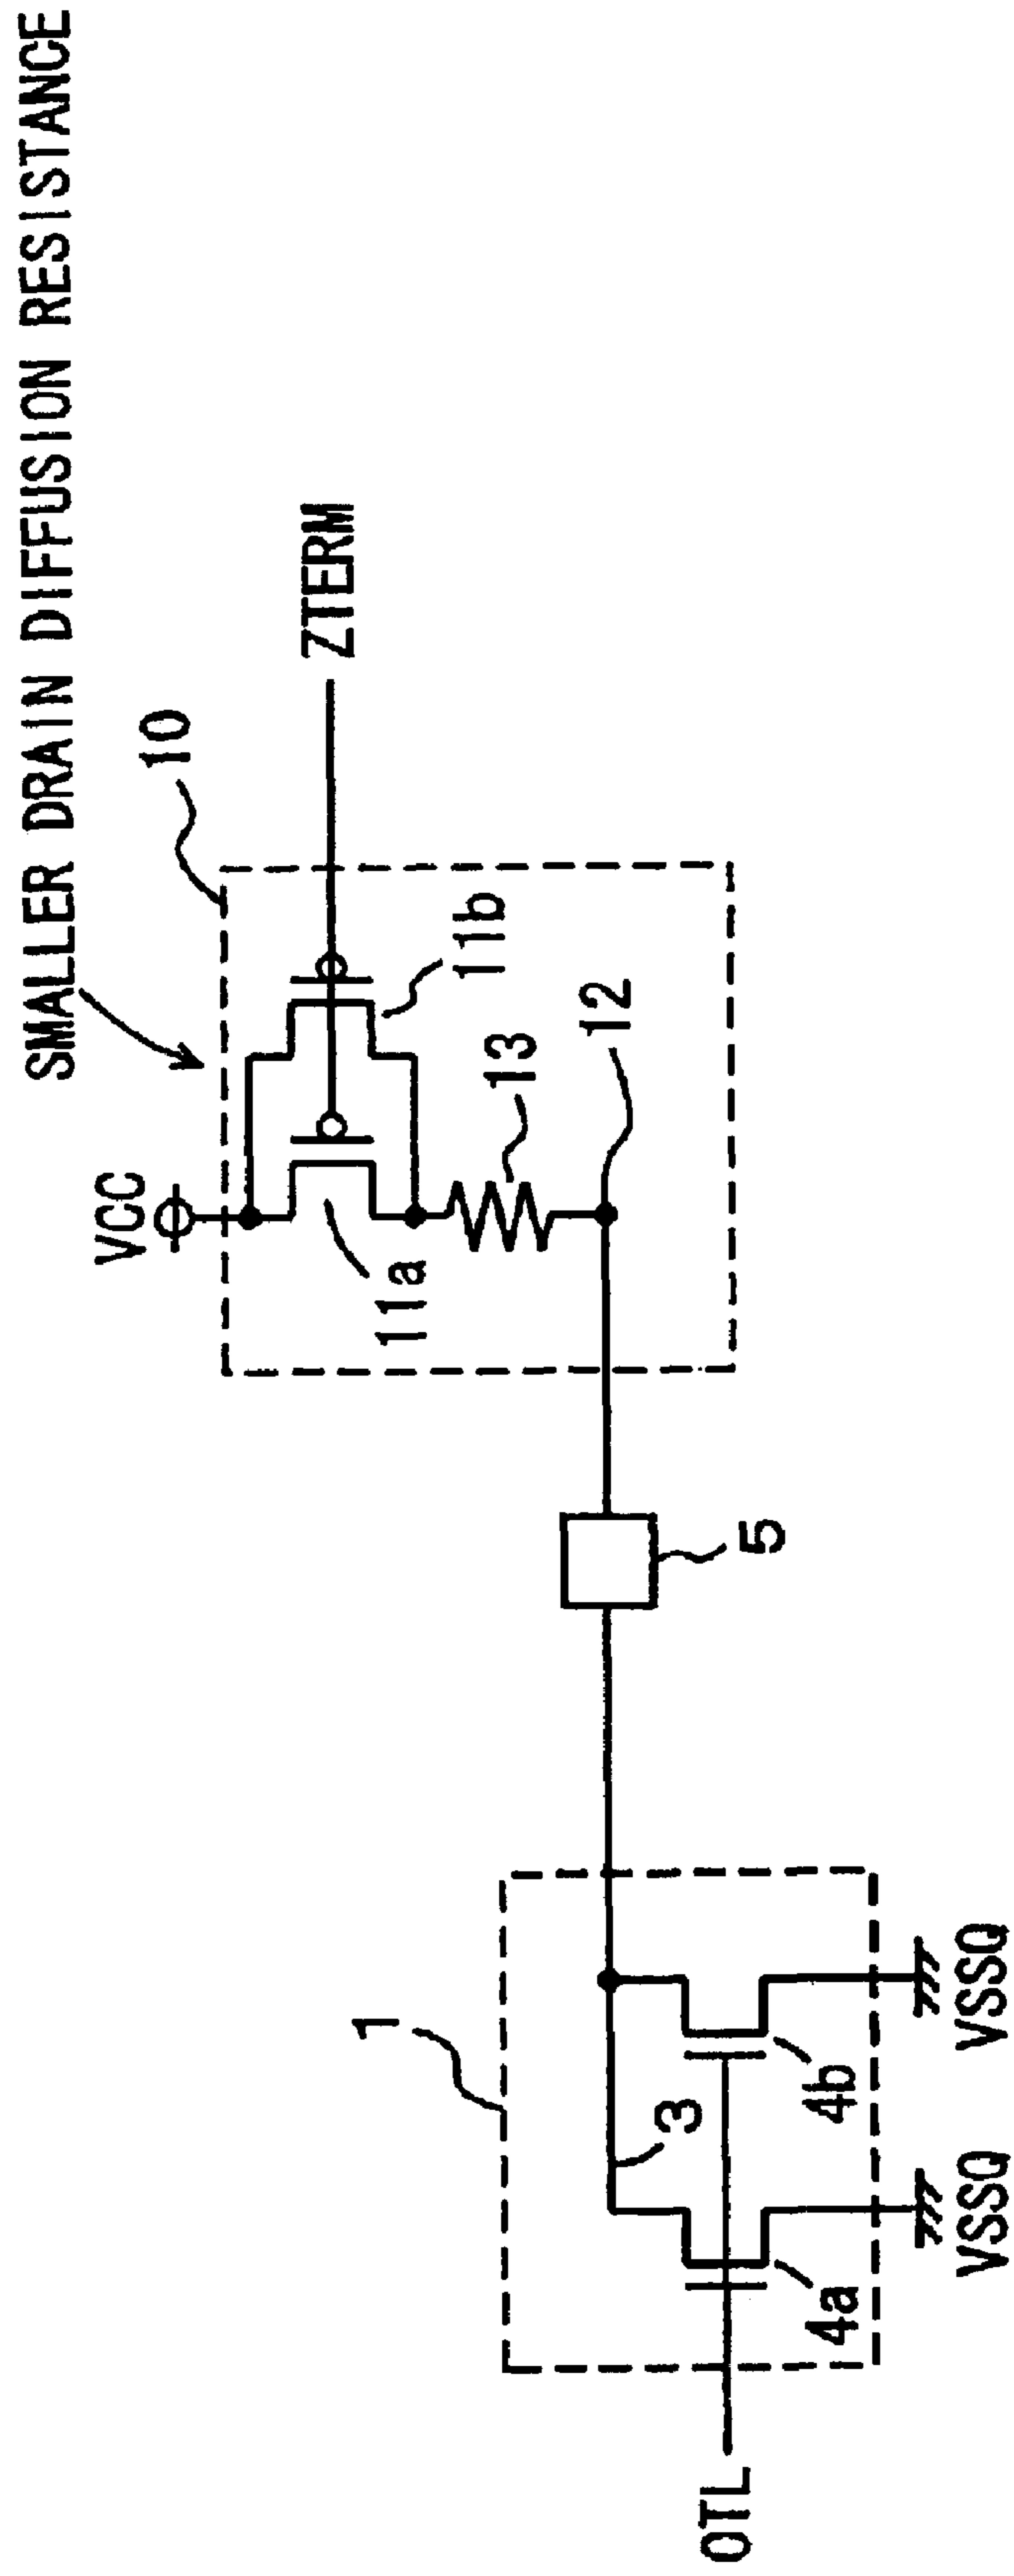 SMALLER DRAIN DIFFUSION RESISTANCE
10
VCC
ZTERM
11a
11b
13
12
5
1
3
4a
4b
OTL
VSSQ
VSSQ